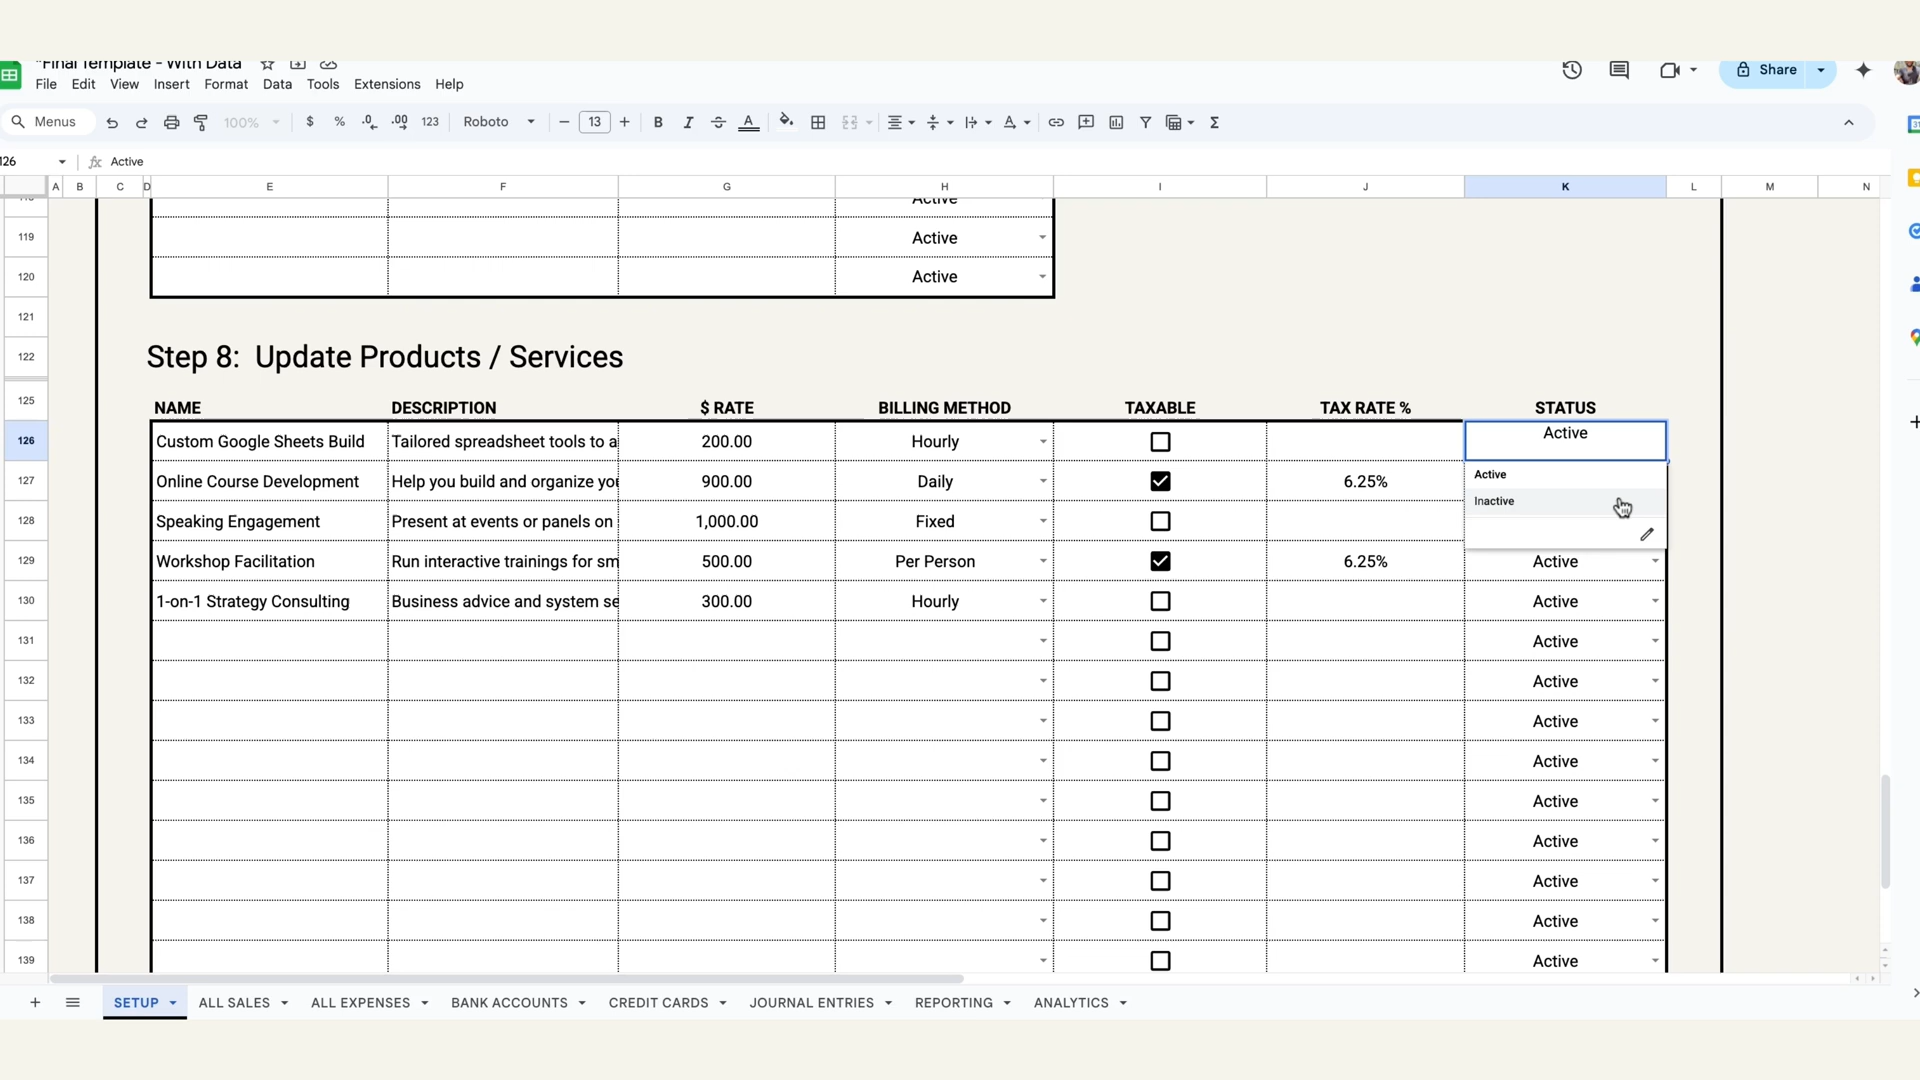 "Final Template - With Data
File Edit View Insert Format Data Tools Extensions Help
Share
Menus 100% $ % .0 .00 123 Roboto 13 B I A Σ
126 fx Active
A B C D E F G H I J K L M N
Active
119 Active
120 Active
121
122 Step 8: Update Products / Services
125 NAME DESCRIPTION $ RATE BILLING METHOD TAXABLE TAX RATE % STATUS
126 Custom Google Sheets Build Tailored spreadsheet tools to a 200.00 Hourly Active
Active
127 Online Course Development Help you build and organize you 900.00 Daily 6.25%
Inactive
128 Speaking Engagement Present at events or panels on 1,000.00 Fixed
129 Workshop Facilitation Run interactive trainings for sm 500.00 Per Person 6.25% Active
130 1-on-1 Strategy Consulting Business advice and system se 300.00 Hourly Active
131 Active
132 Active
133 Active
134 Active
135 Active
136 Active
137 Active
138 Active
139 Active
SETUP ALL SALES ALL EXPENSES BANK ACCOUNTS CREDIT CARDS JOURNAL ENTRIES REPORTING ANALYTICS